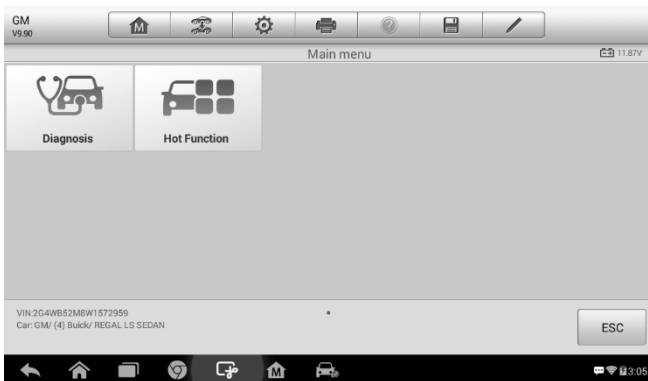 GM
V9.90
M
Main menu
11.87V
Diagnosis
Hot Function
VIN:2G4WB52M8W1572959
Car: GM/ (4) Buick/ REGAL LS SEDAN
ESC
M
3:05